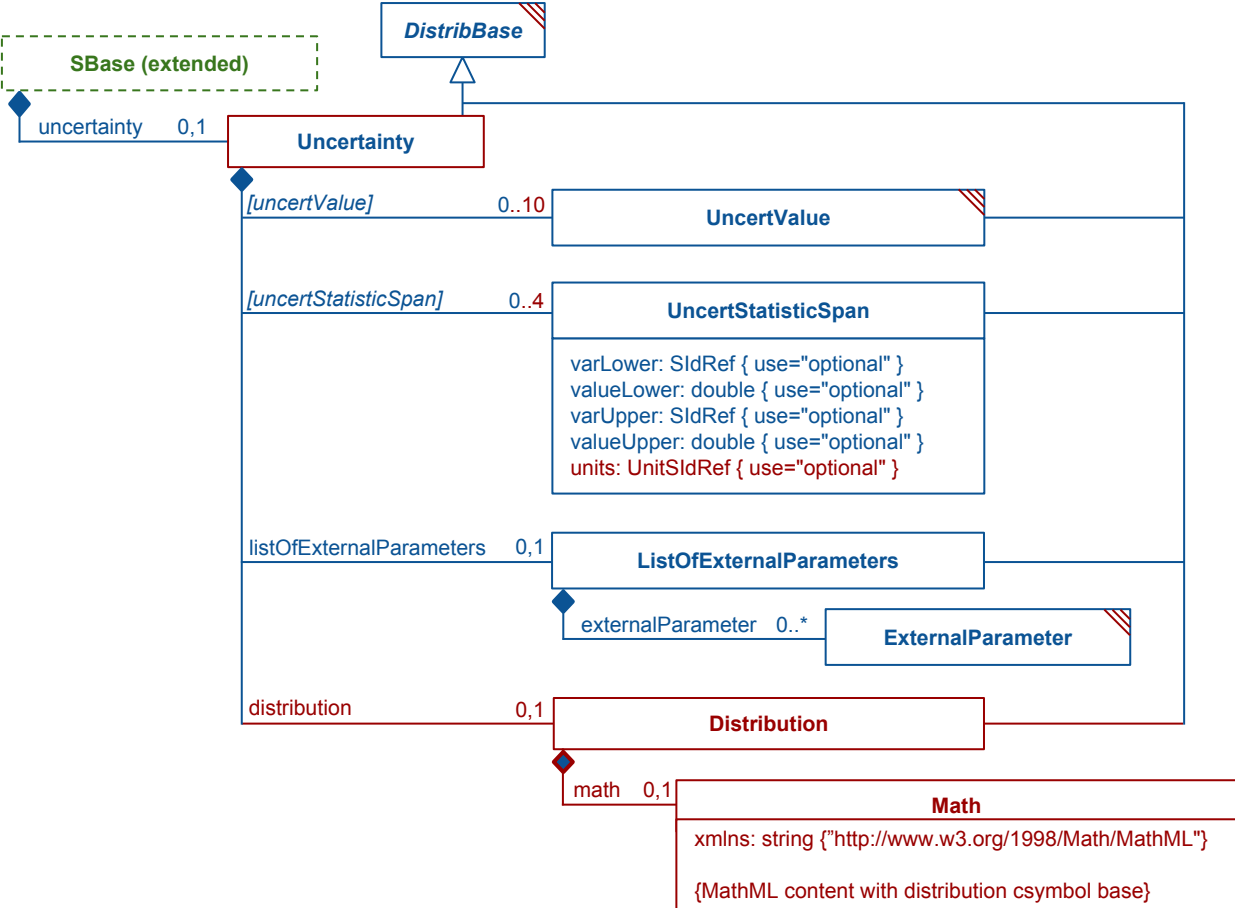 DistribBase
SBase (extended)
uncertainty 0,1
Uncertainty
[uncertValue] 0..10
UncertValue
[uncertStatisticSpan] 0..4
UncertStatisticSpan
varLower: SIdRef { use="optional" }
valueLower: double { use="optional" }
varUpper: SIdRef { use="optional" }
valueUpper: double { use="optional" }
units: UnitSIdRef { use="optional" }
listOfExternalParameters 0,1
ListOfExternalParameters
externalParameter 0..*
ExternalParameter
distribution 0,1
Distribution
math 0,1
Math
xmlns: string {”http://www.w3.org/1998/Math/MathML"}
{MathML content with distribution csymbol base}